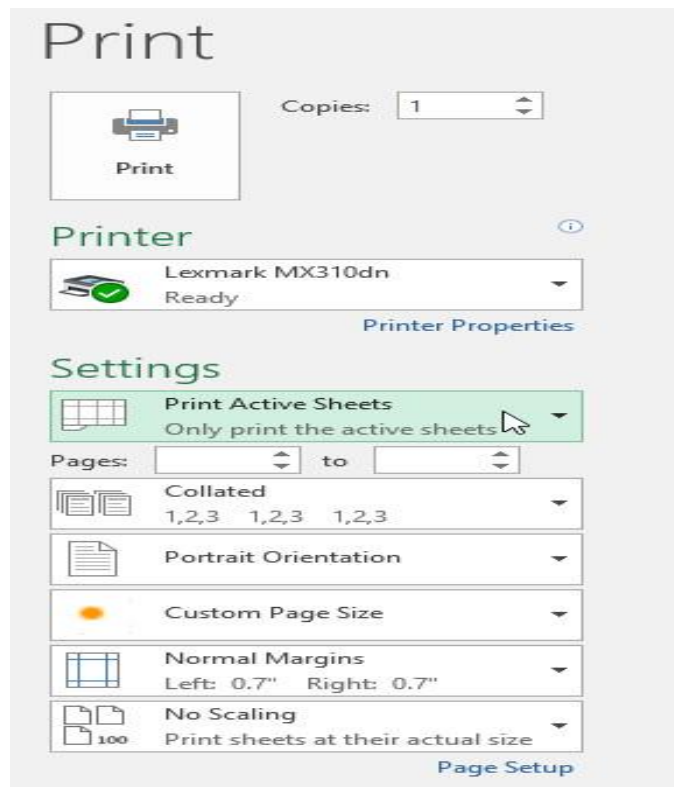 Print
Copies: 1
Print
Printer
Lexmark MX310dn
Ready
Printer Properties
Settings
Print Active Sheets
Only print the active sheets
Pages: to
Collated
1,2,3 1,2,3 1,2,3
Portrait Orientation
Custom Page Size
Normal Margins
Left: 0.7" Right: 0.7"
No Scaling
100 Print sheets at their actual size
Page Setup